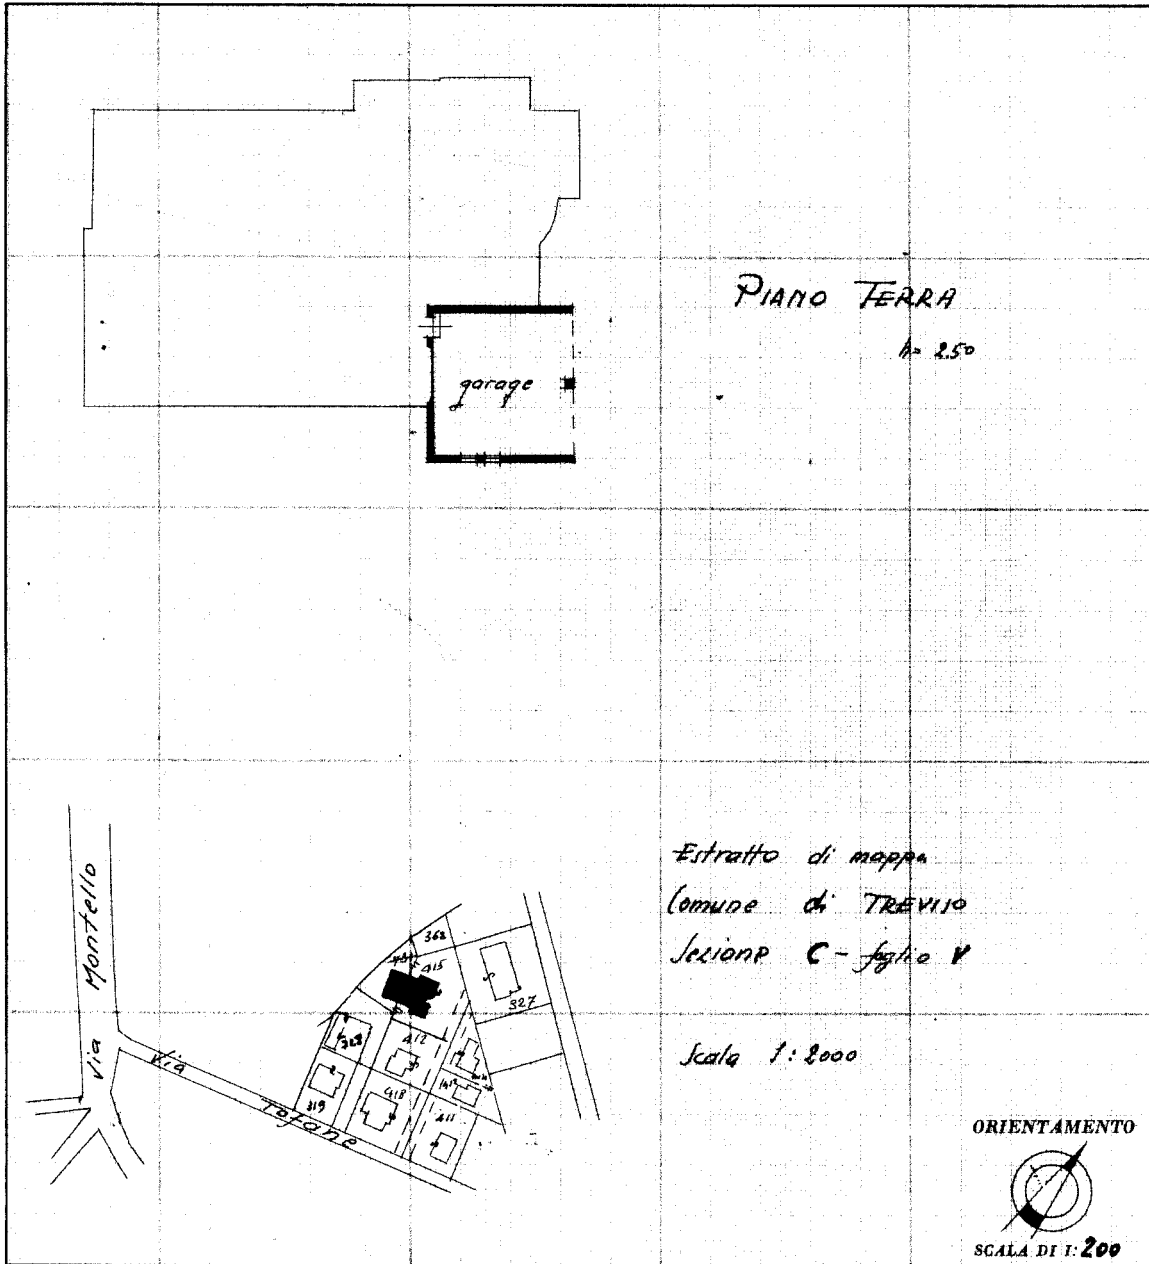 PIANO TERRA
h= 2.50
garage
Estratto di mappa
Comune di TREVISO
Sezione C - foglio V
Scala 1:2000
via Montello
Via Tofane
362
415
327
412
322
319
418
411
ORIENTAMENTO
SCALA DI 1:200